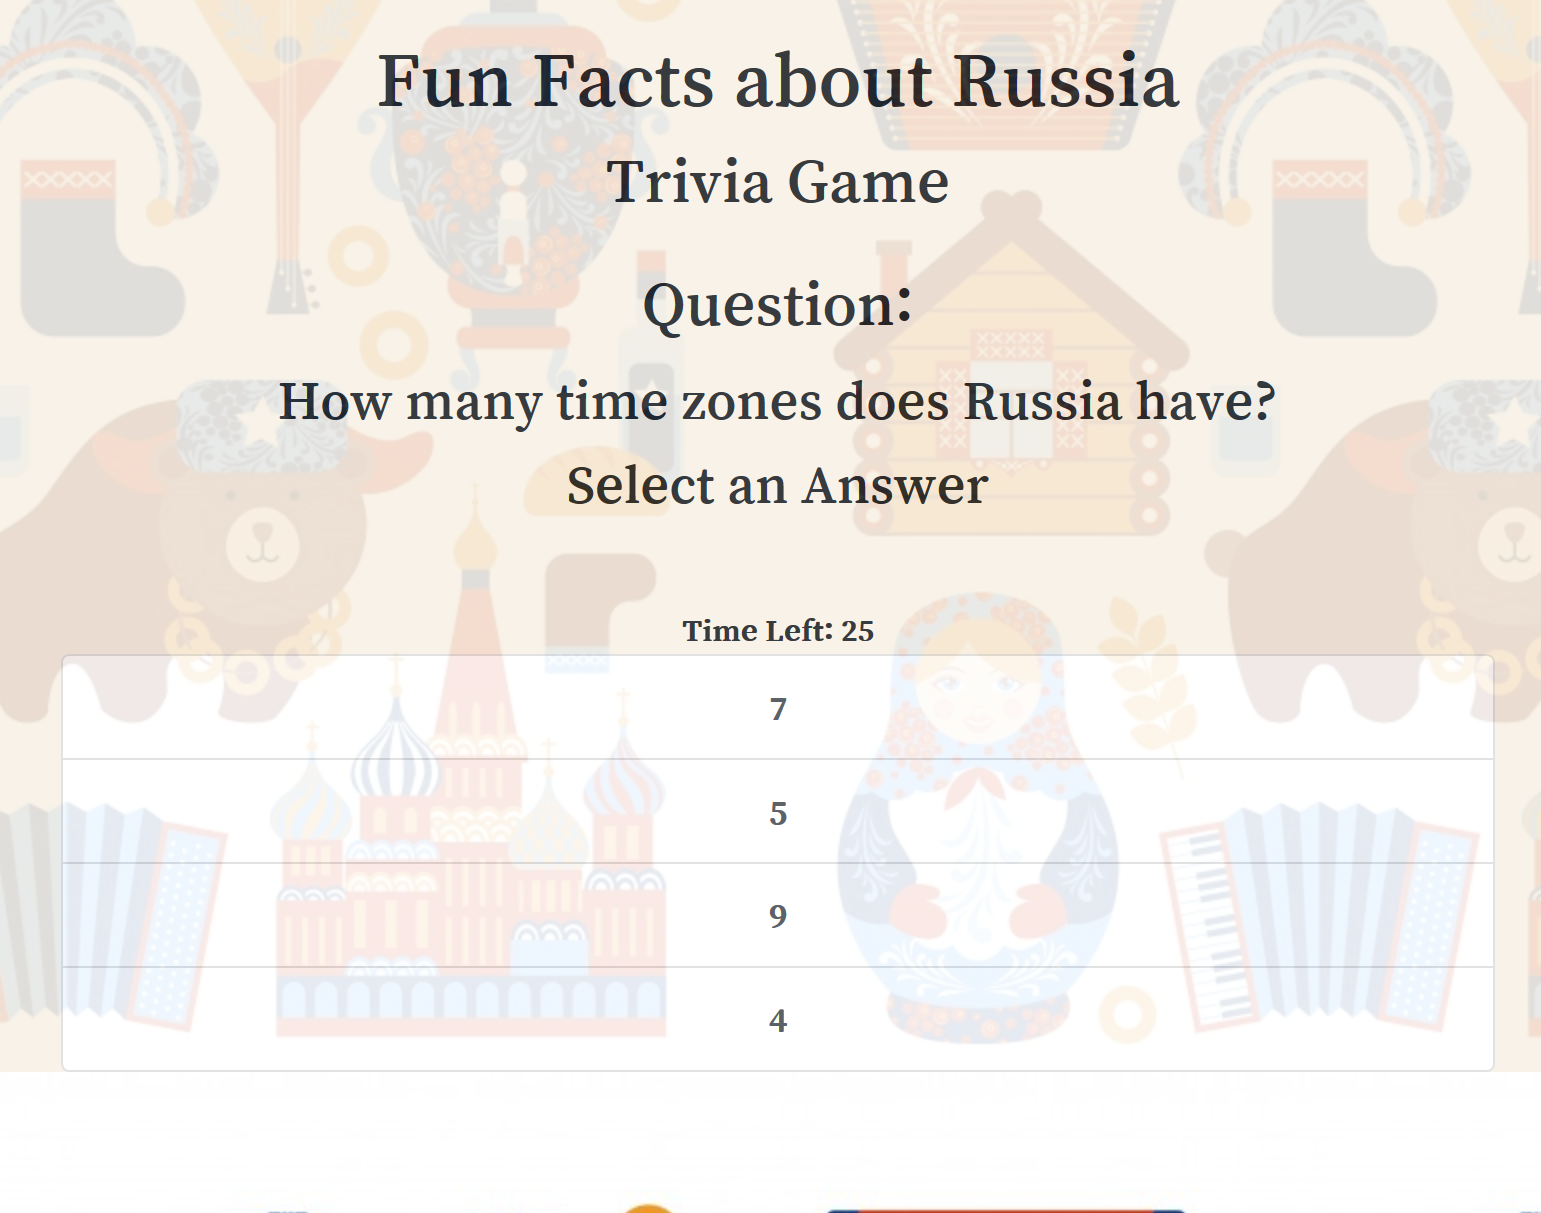 Fun Facts about Russia
Trivia Game
Question:
How many time zones does Russia have?
Select an Answer
Time Left: 25
7
5
9
4